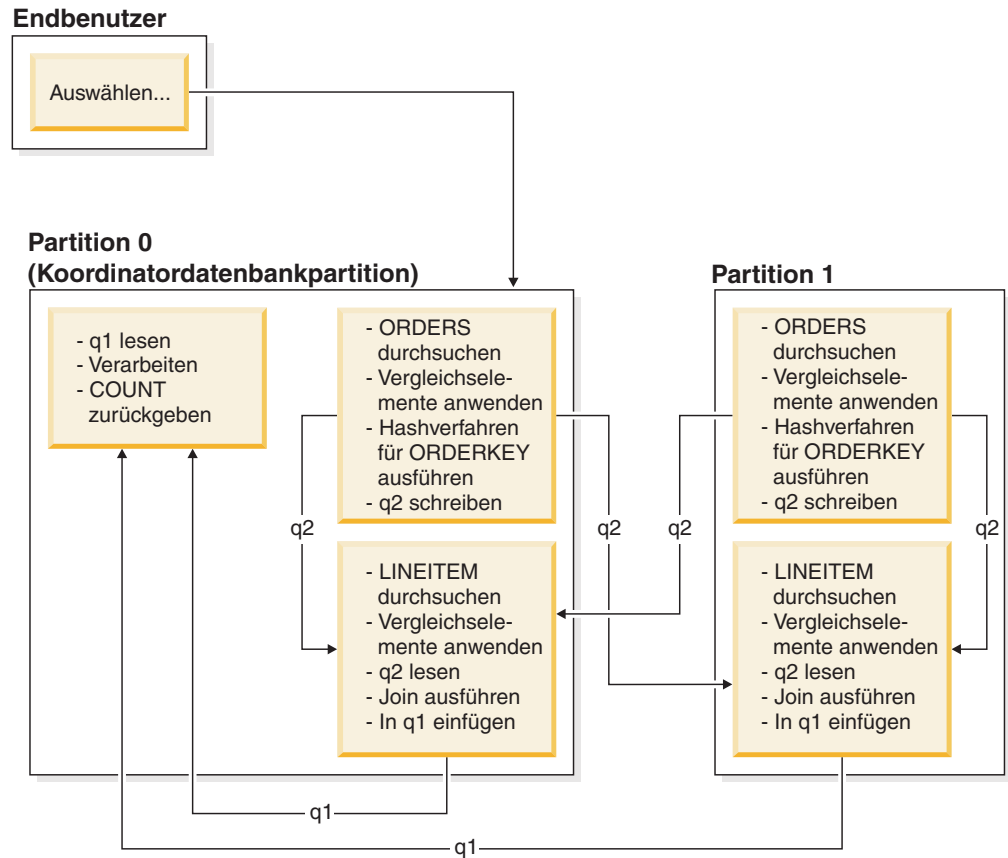 Endbenutzer
Auswählen...
Partition 0
(Koordinatordatenbankpartition)
- q1 lesen
- Verarbeiten
- COUNT
zurückgeben
- ORDERS
durchsuchen
- Vergleichsele-
mente anwenden
- Hashverfahren
für ORDERKEY
ausführen
- q2 schreiben
q2
- LINEITEM
durchsuchen
- Vergleichsele-
mente anwenden
- q2 lesen
- Join ausführen
- In q1 einfügen
q2
q2
Partition 1
- ORDERS
durchsuchen
- Vergleichsele-
mente anwenden
- Hashverfahren
für ORDERKEY
ausführen
- q2 schreiben
q2
- LINEITEM
durchsuchen
- Vergleichsele-
mente anwenden
- q2 lesen
- Join ausführen
- In q1 einfügen
q1
q1